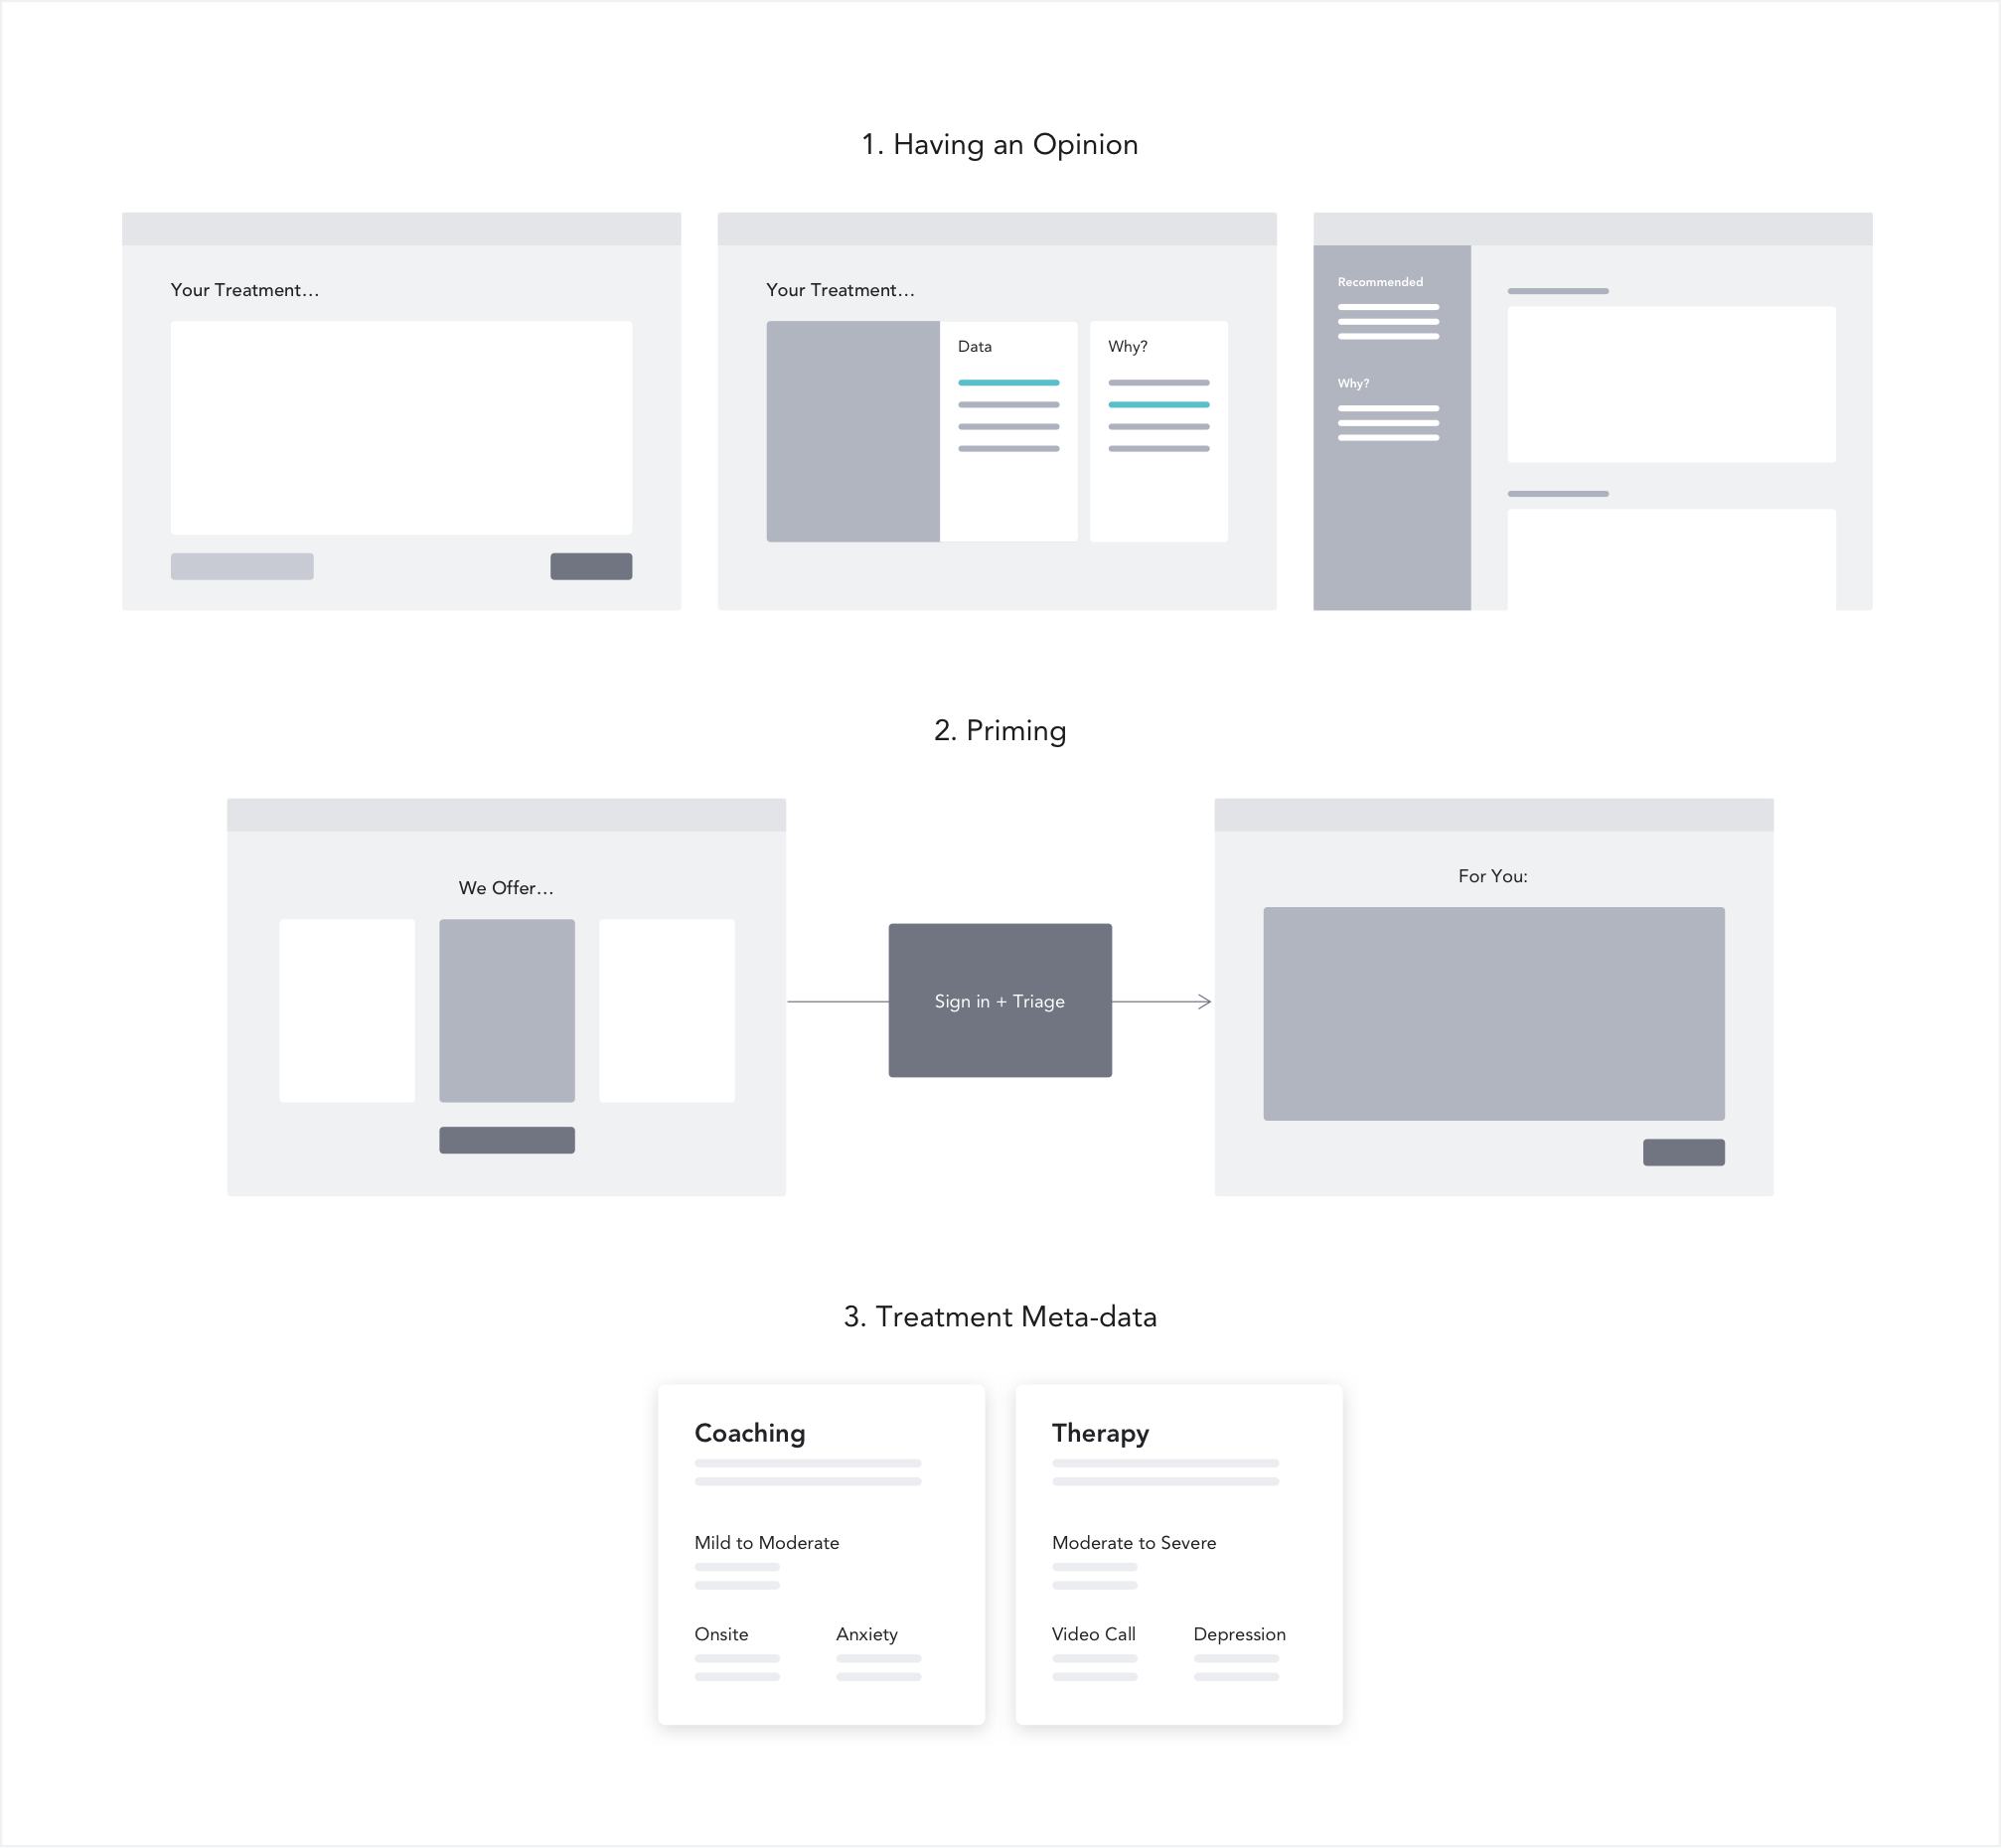 1. Having an Opinion
Your Treatment...
Your Treatment...
Data
Why?
Recommended
Why?
2. Priming
We Offer...
Sign in + Triage
For You:
3. Treatment Meta-data
Coaching
Mild to Moderate
Onsite
Anxiety
Therapy
Moderate to Severe
Video Call
Depression